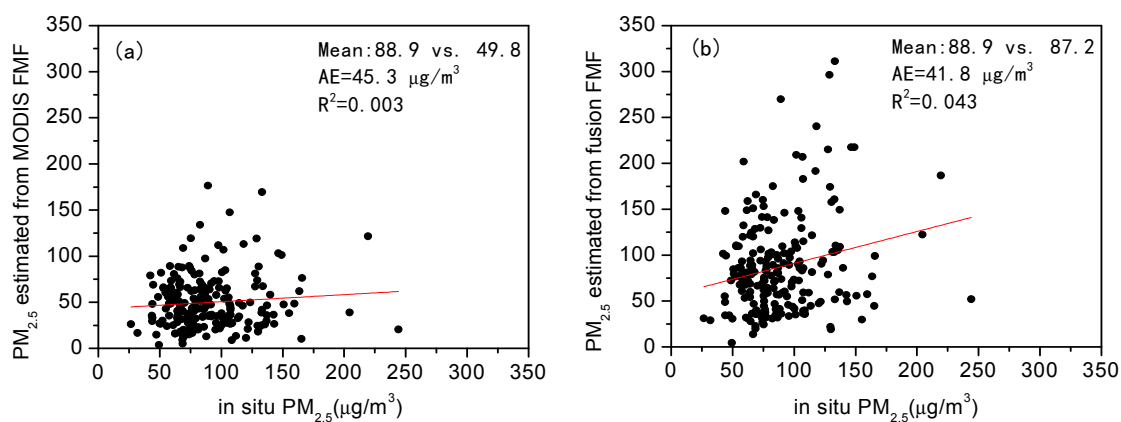 (a)
Mean:88.9 vs. 49.8
AE=45.3 μg/m³
R²=0.003
350
300
250
200
150
100
50
0
PM₂.₅ estimated from MODIS FMF
0 50 100 150 200 250 300 350
in situ PM₂.₅(μg/m³)
(b)
Mean:88.9 vs. 87.2
AE=41.8 μg/m³
R²=0.043
350
300
250
200
150
100
50
0
PM₂.₅ estimated from fusion FMF
0 50 100 150 200 250 300 350
in situ PM₂.₅(μg/m³)